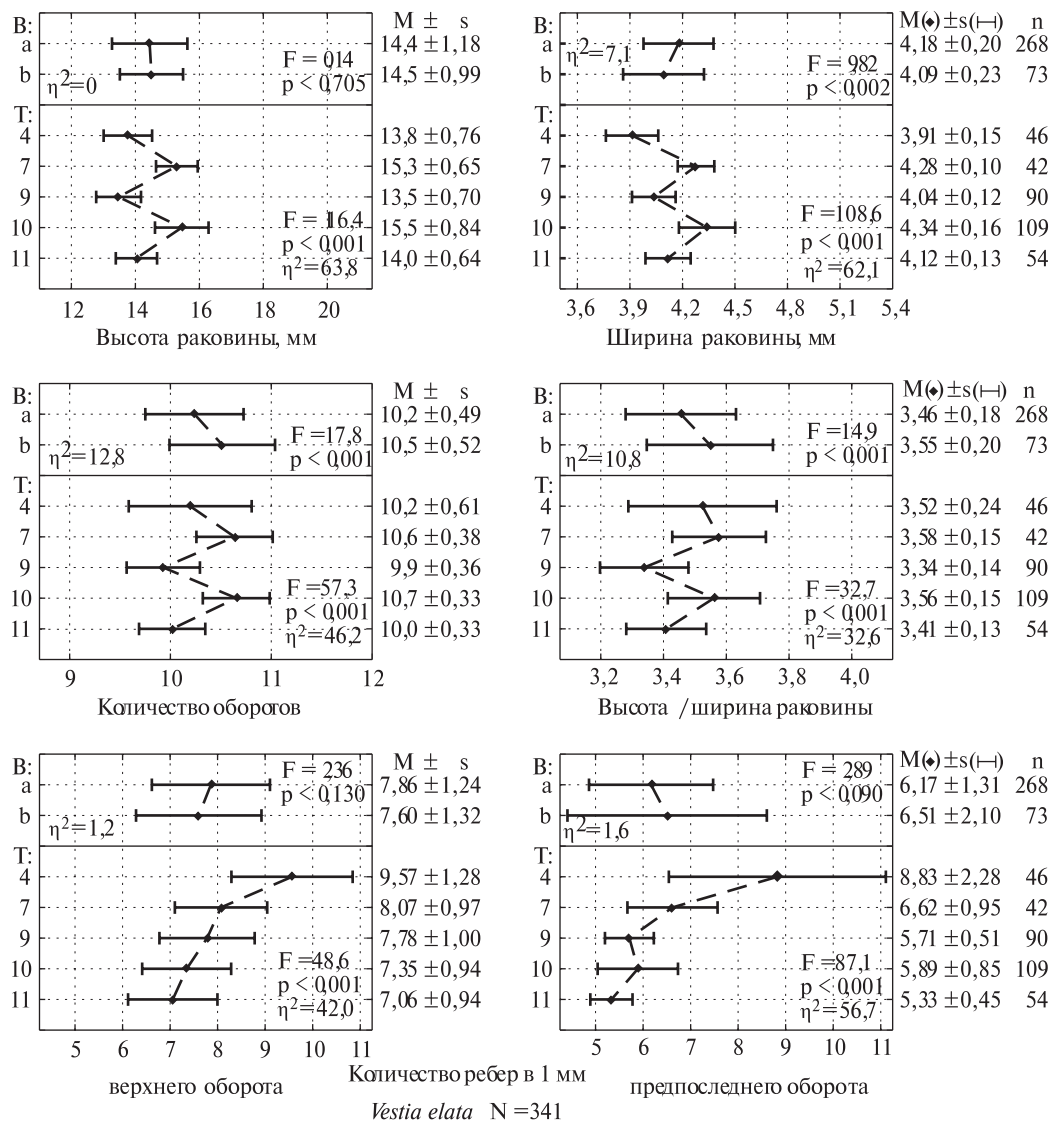 B: M ± s
a 14,4 ±1,18
F = 0,14
b 14,5 ±0,99
η²=0 p < 0,705
T:
4 13,8 ±0,76
7 15,3 ±0,65
9 13,5 ±0,70
F = 116,4
10 15,5 ±0,84
p < 0,001
11 14,0 ±0,64
η²=63,8
12 14 16 18 20
Высота раковины, мм
B: M(◆) ±s(⊢⊣) n
a 4,18 ±0,20 268
η²=7,1
F = 9,82
b 4,09 ±0,23 73
p < 0,002
T:
4 3,91 ±0,15 46
7 4,28 ±0,10 42
9 4,04 ±0,12 90
F =108,6
10 4,34 ±0,16 109
p < 0,001
11 4,12 ±0,13 54
η²=62,1
3,6 3,9 4,2 4,5 5,1 5,4
Ширина раковины, мм
B: M ± s
a 10,2 ±0,49
F =17,8
b 10,5 ±0,52
η²=12,8 p < 0,001
T:
4 10,2 ±0,61
7 10,6 ±0,38
9 9,9 ±0,36
F =57,3
10 10,7 ±0,33
p < 0,001
11 10,0 ±0,33
η²=46,2
9 10 11 12
Количество оборотов
B: M(◆) ±s(⊢⊣) n
a 3,46 ±0,18 268
F =14,9
b 3,55 ±0,20 73
η²=10,8 p < 0,001
T:
4 3,52 ±0,24 46
7 3,58 ±0,15 42
9 3,34 ±0,14 90
F =32,7
10 3,56 ±0,15 109
p < 0,001
11 3,41 ±0,13 54
η²=32,6
3,2 3,4 3,6 3,8 4,0
Высота /ширина раковины
B: M ± s
F = 2,36
a 7,86 ±1,24
p < 0,130
b 7,60 ±1,32
η²=1,2
T:
4 9,57 ±1,28
7 8,07 ±0,97
9 7,78 ±1,00
F =48,6
10 7,35 ±0,94
p < 0,001
11 7,06 ±0,94
η²=42,0
5 6 7 8 9 10 11
верхнего оборота
B: M(◆) ±s(⊢⊣) n
F = 2,89
a 6,17 ±1,31 268
p < 0,090
b 6,51 ±2,10 73
η²=1,6
T:
4 8,83 ±2,28 46
7 6,62 ±0,95 42
9 5,71 ±0,51 90
F =87,1
10 5,89 ±0,85 109
p < 0,001
11 5,33 ±0,45 54
η²=56,7
5 6 7 8 9 10 11
предпоследнего оборота
Количество ребер в 1 мм
Vestia elata N =341